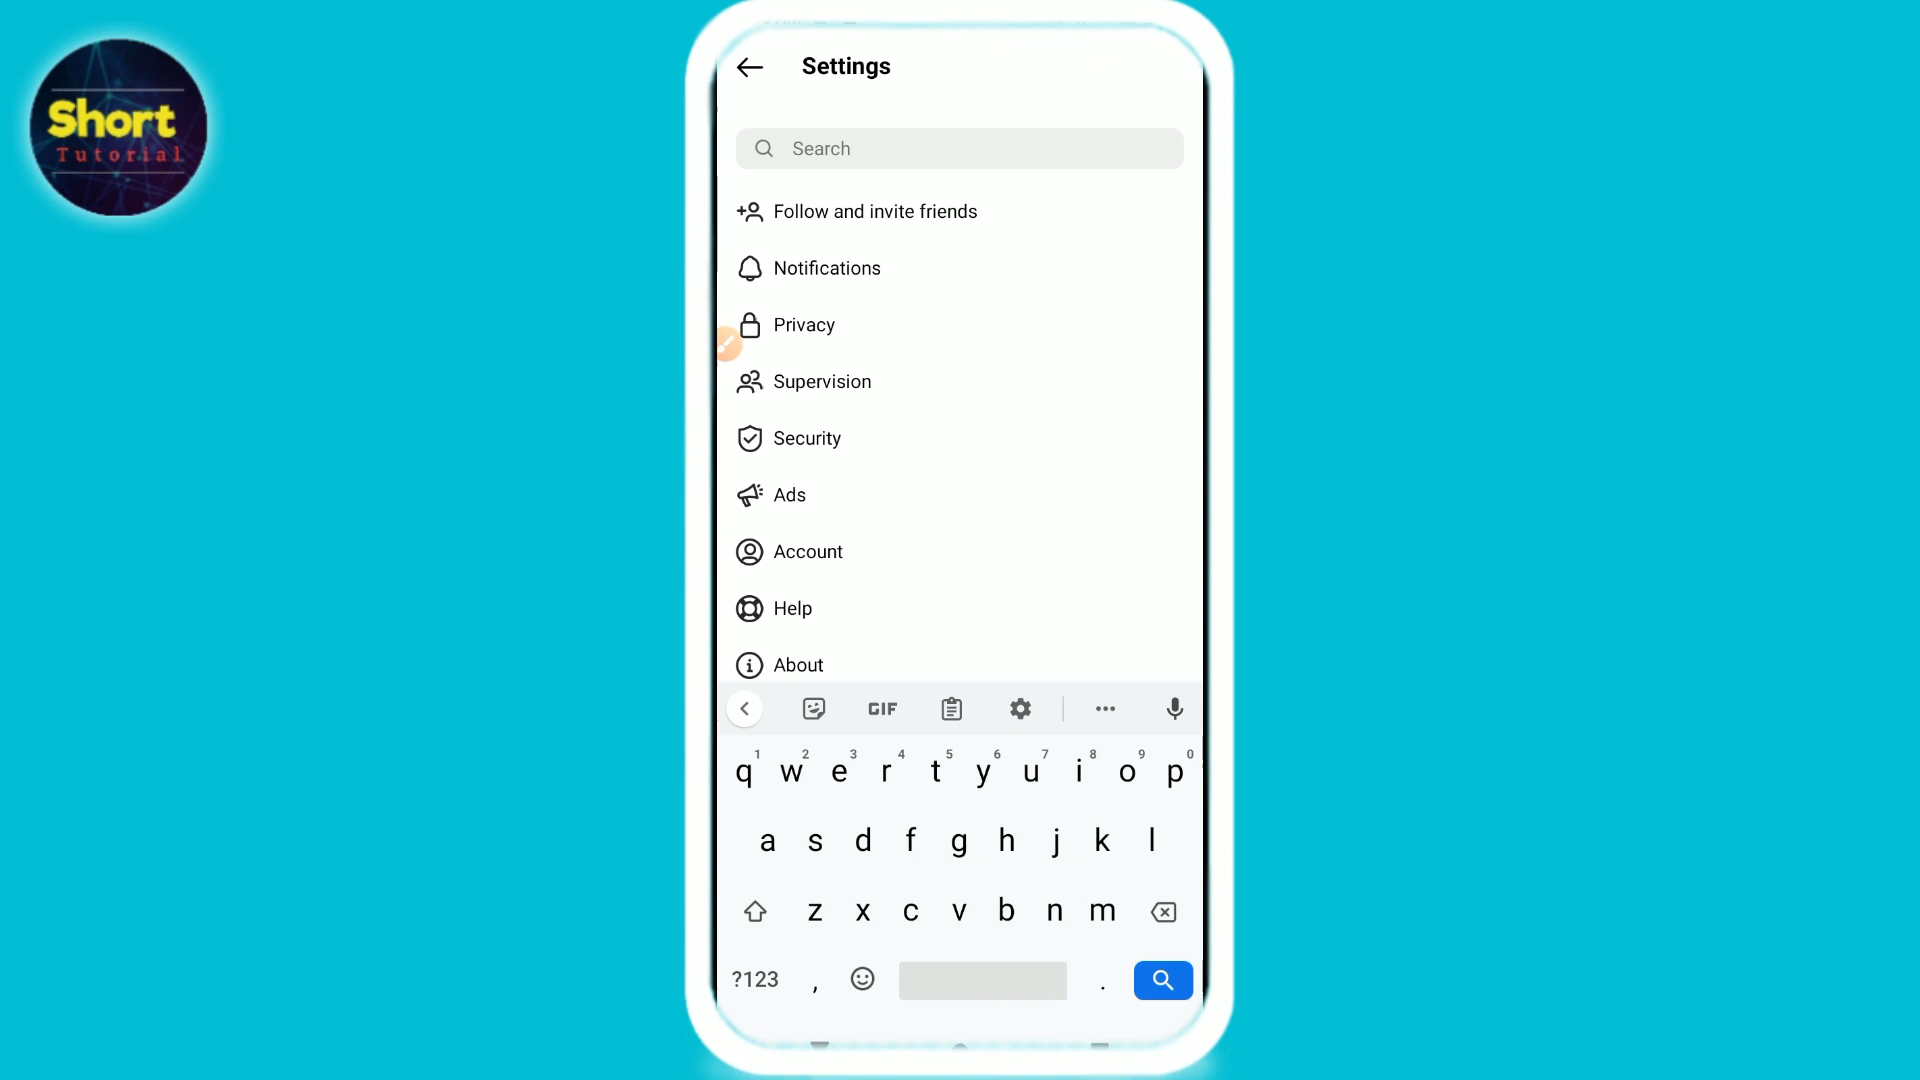 Short
Tutorial
Settings
Search
Follow and invite friends
Notifications
Privacy
Supervision
Security
Ads
Account
Help
About
GIF
1 2 3 4 5 6 7 8 9 0
q w e r t y u i o p
a s d f g h j k l
z x c v b n m
?123 , .